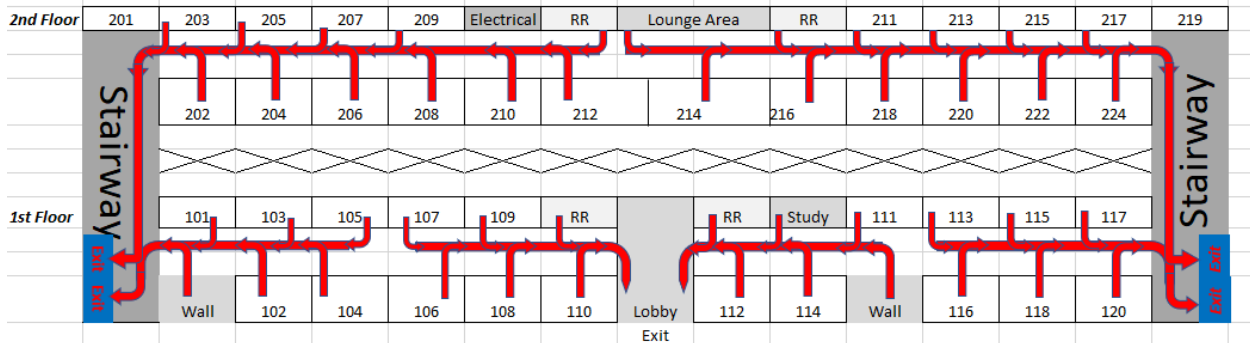 2nd Floor 201 203 205 207 209 Electrical RR Lounge Area RR 211 213 215 217 219
Stairway
Stairway
202 204 206 208 210 212 214 216 218 220 222 224
1st Floor 101 103 105 107 109 RR RR Study 111 113 115 117
Exit Exit
Exit Exit
Wall 102 104 106 108 110 Lobby 112 114 Wall 116 118 120
Exit